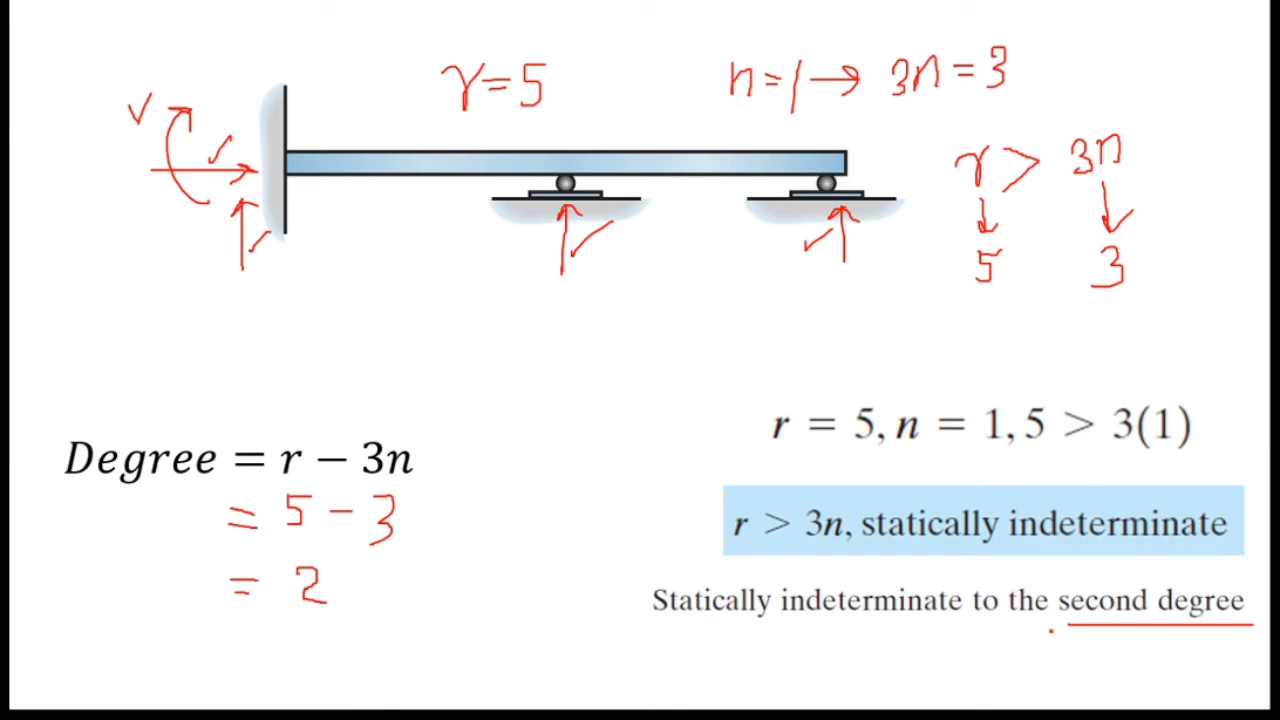 r = 5
n = 1 → 3n = 3
r > 3n
↓ ↓
5 3
Degree = r − 3n
= 5 - 3
= 2
r = 5, n = 1, 5 > 3(1)
r > 3n, statically indeterminate
Statically indeterminate to the second degree